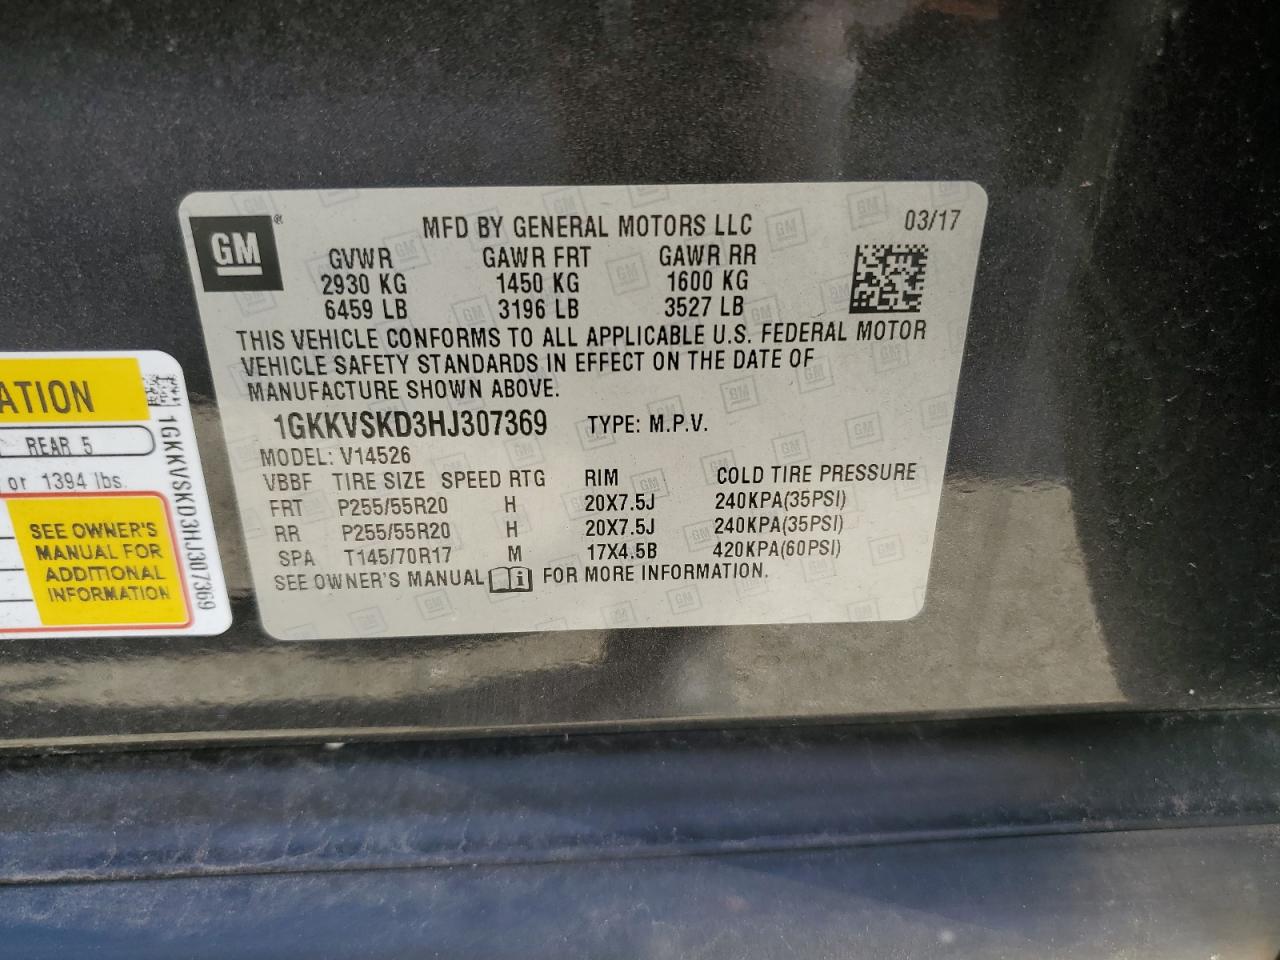 GM
®
MFD BY GENERAL MOTORS LLC
03/17
GVWR GAWR FRT GAWR RR
2930 KG 1450 KG 1600 KG
6459 LB 3196 LB 3527 LB
THIS VEHICLE CONFORMS TO ALL APPLICABLE U.S. FEDERAL MOTOR
VEHICLE SAFETY STANDARDS IN EFFECT ON THE DATE OF
MANUFACTURE SHOWN ABOVE.
1GKKVSKD3HJ307369 TYPE: M.P.V.
MODEL: V14526
VBBF TIRE SIZE SPEED RTG RIM COLD TIRE PRESSURE
FRT P255/55R20 H 20X7.5J 240KPA(35PSI)
RR P255/55R20 H 20X7.5J 240KPA(35PSI)
SPA T145/70R17 M 17X4.5B 420KPA(60PSI)
SEE OWNER'S MANUAL i FOR MORE INFORMATION.
ATION
REAR 5
or 1394 lbs.
SEE OWNER'S
MANUAL FOR
ADDITIONAL
INFORMATION
1GKKVSKD3HJ307369